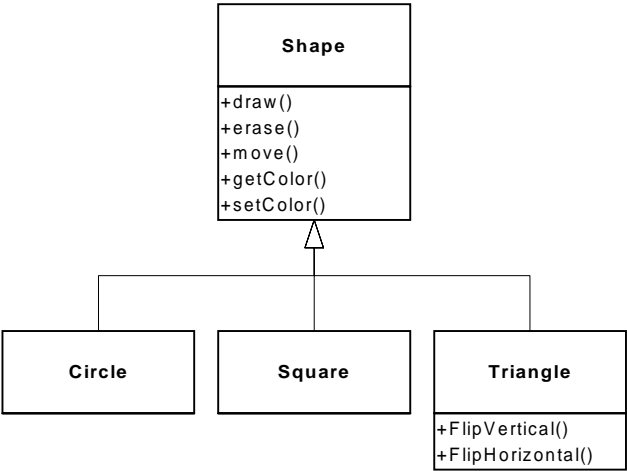 Shape
+draw()
+erase()
+move()
+getColor()
+setColor()
Circle
Square
Triangle
+FlipVertical()
+FlipHorizontal()